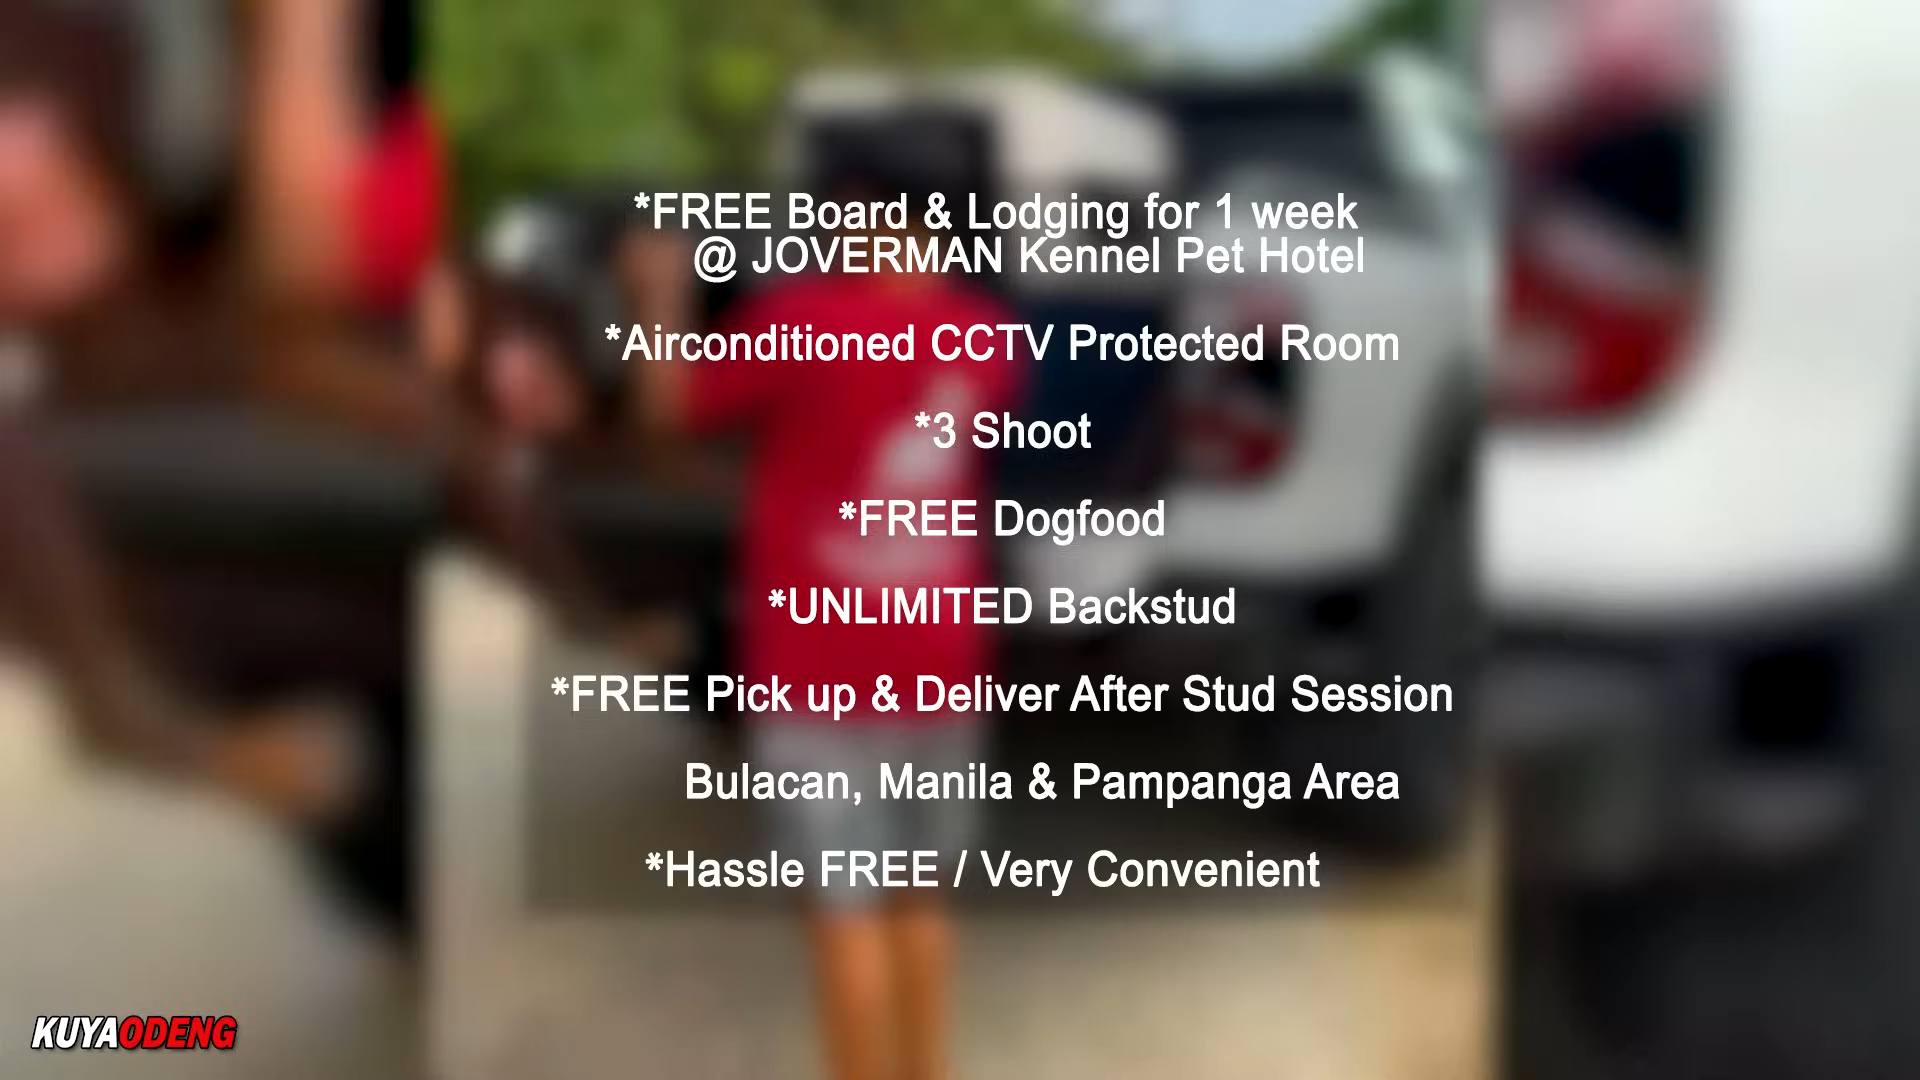 *FREE Board & Lodging for 1 week
@ JOVERMAN Kennel Pet Hotel
*Airconditioned CCTV Protected Room
*3 Shoot
*FREE Dogfood
*UNLIMITED Backstud
*FREE Pick up & Deliver After Stud Session
Bulacan, Manila & Pampanga Area
*Hassle FREE / Very Convenient
KUYAODENG